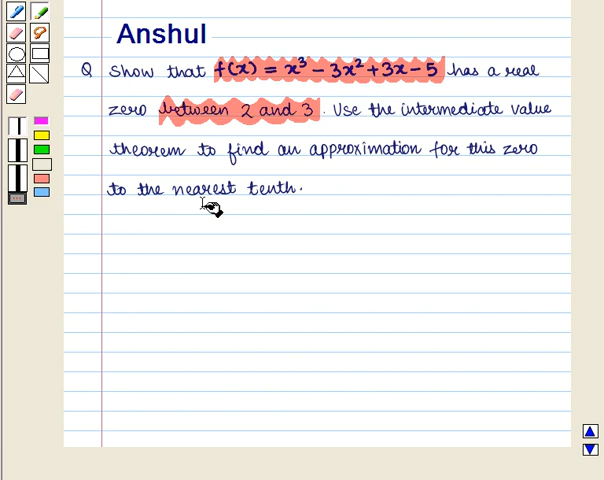 Anshul
Q Show that f(x) = x³ - 3x² + 3x - 5 has a real
zero between 2 and 3. Use the intermediate value
theorem to find an approximation for this zero
to the nearest tenth.